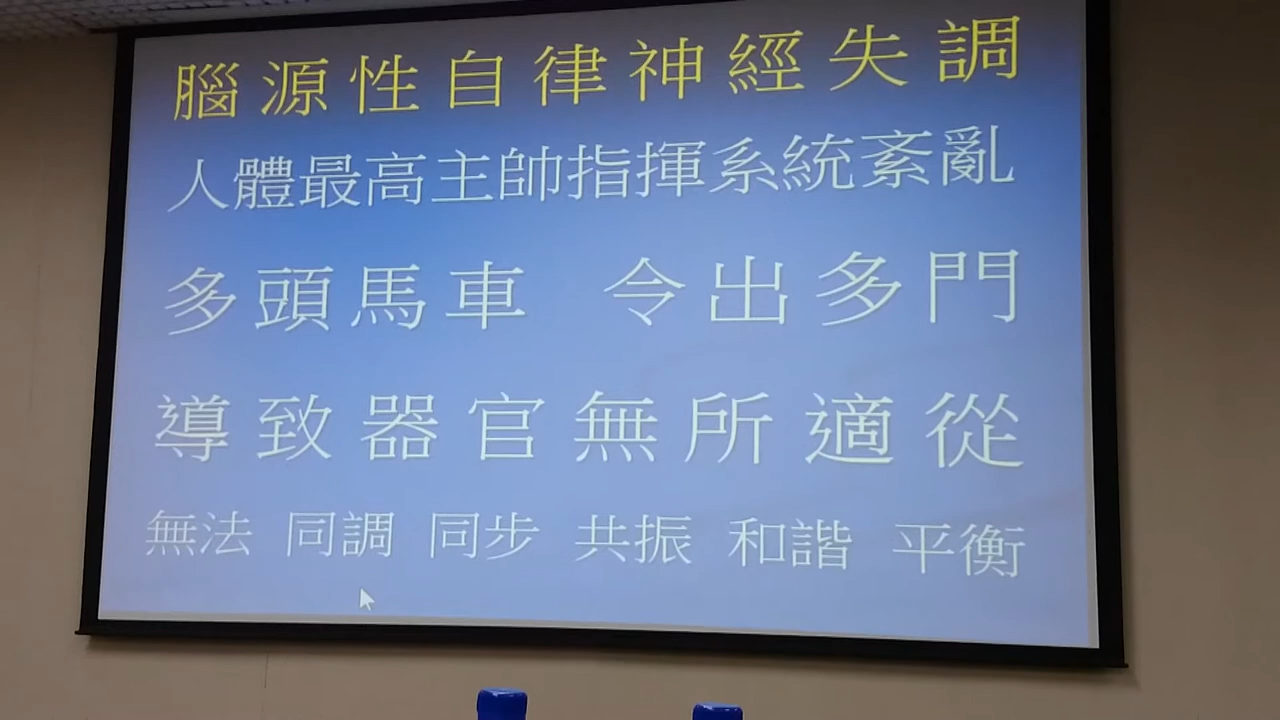 腦源性自律神經失調
人體最高主帥指揮系統紊亂
多頭馬車 令出多門
導致器官無所適從
無法 同調 同步 共振 和諧 平衡